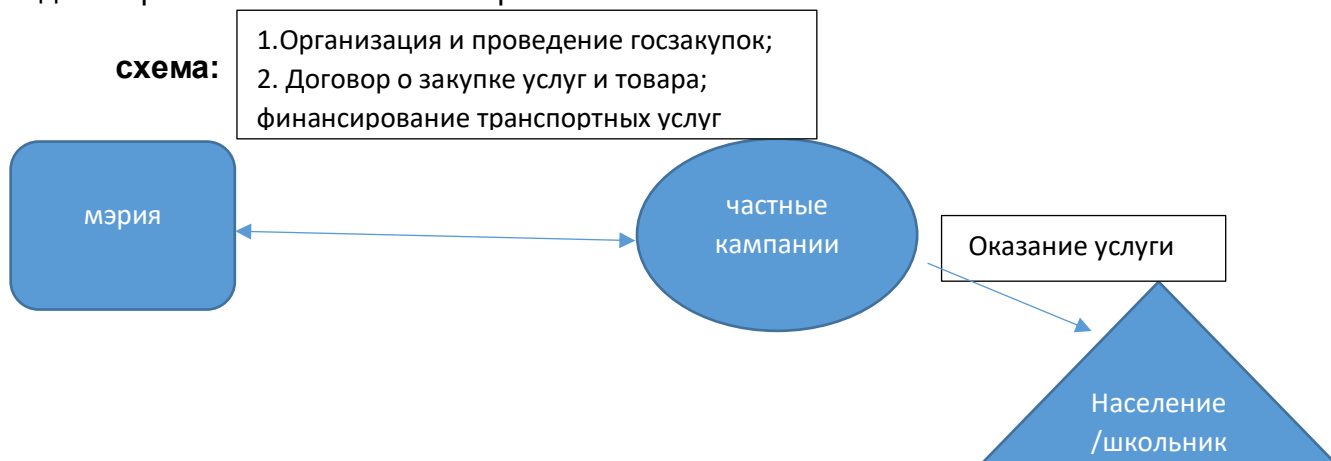 1.Организация и проведение госзакупок;
схема:
2. Договор о закупке услуг и товара;
финансирование транспортных услуг
мэрия
частные
кампании
Оказание услуги
Население
/школьник